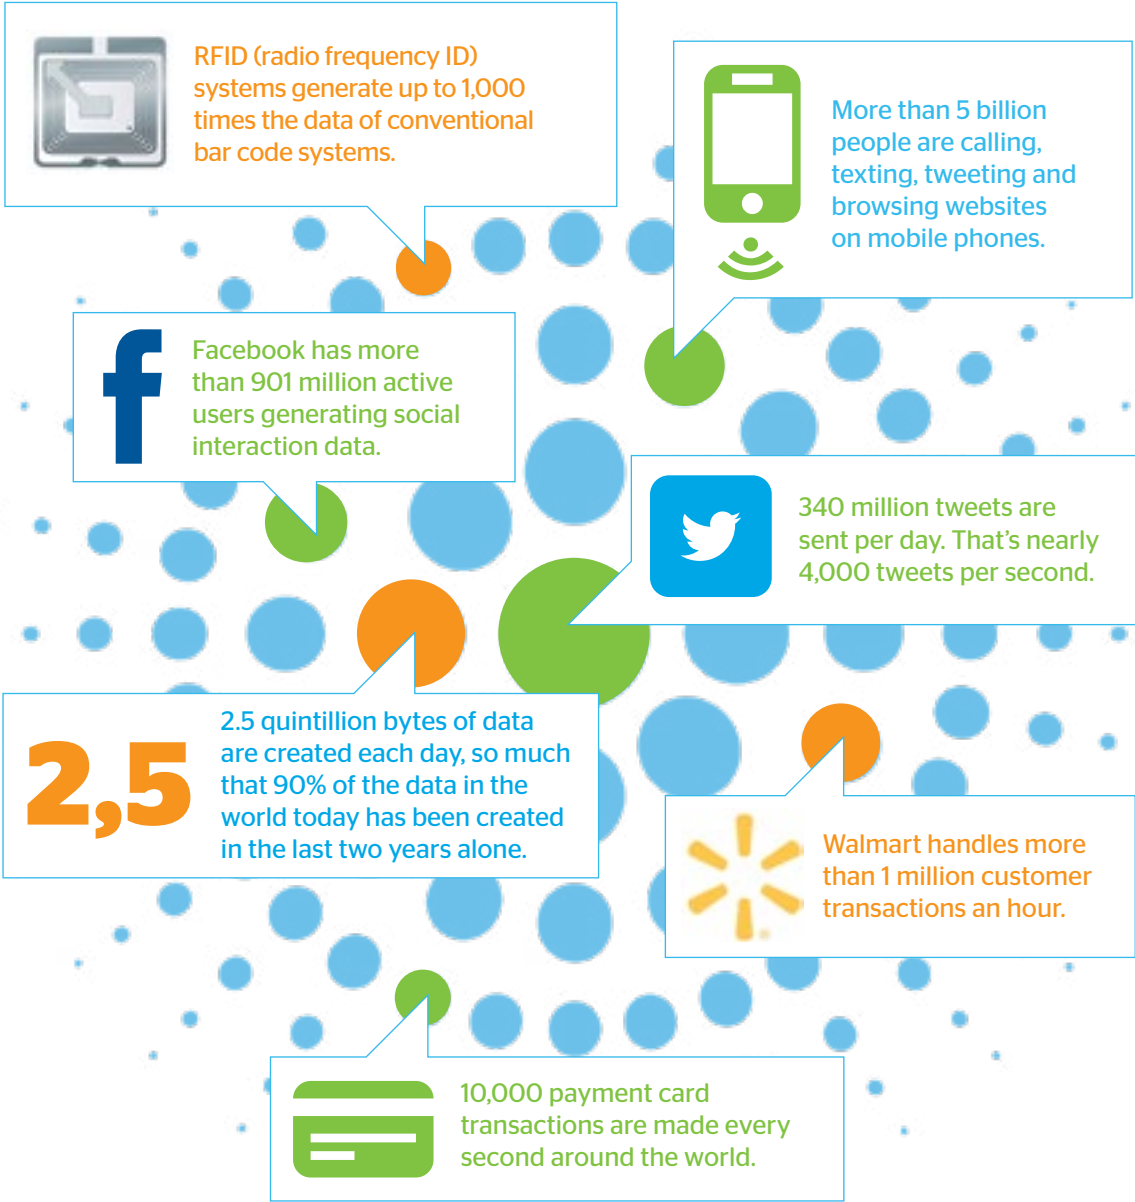 RFID (radio frequency ID)
systems generate up to 1,000
times the data of conventional
bar code systems.
More than 5 billion
people are calling,
texting, tweeting and
browsing websites
on mobile phones.
f
Facebook has more
than 901 million active
users generating social
interaction data.
340 million tweets are
sent per day. That's nearly
4,000 tweets per second.
2,5
2.5 quintillion bytes of data
are created each day, so much
that 90% of the data in the
world today has been created
in the last two years alone.
Walmart handles more
than 1 million customer
transactions an hour.
10,000 payment card
transactions are made every
second around the world.